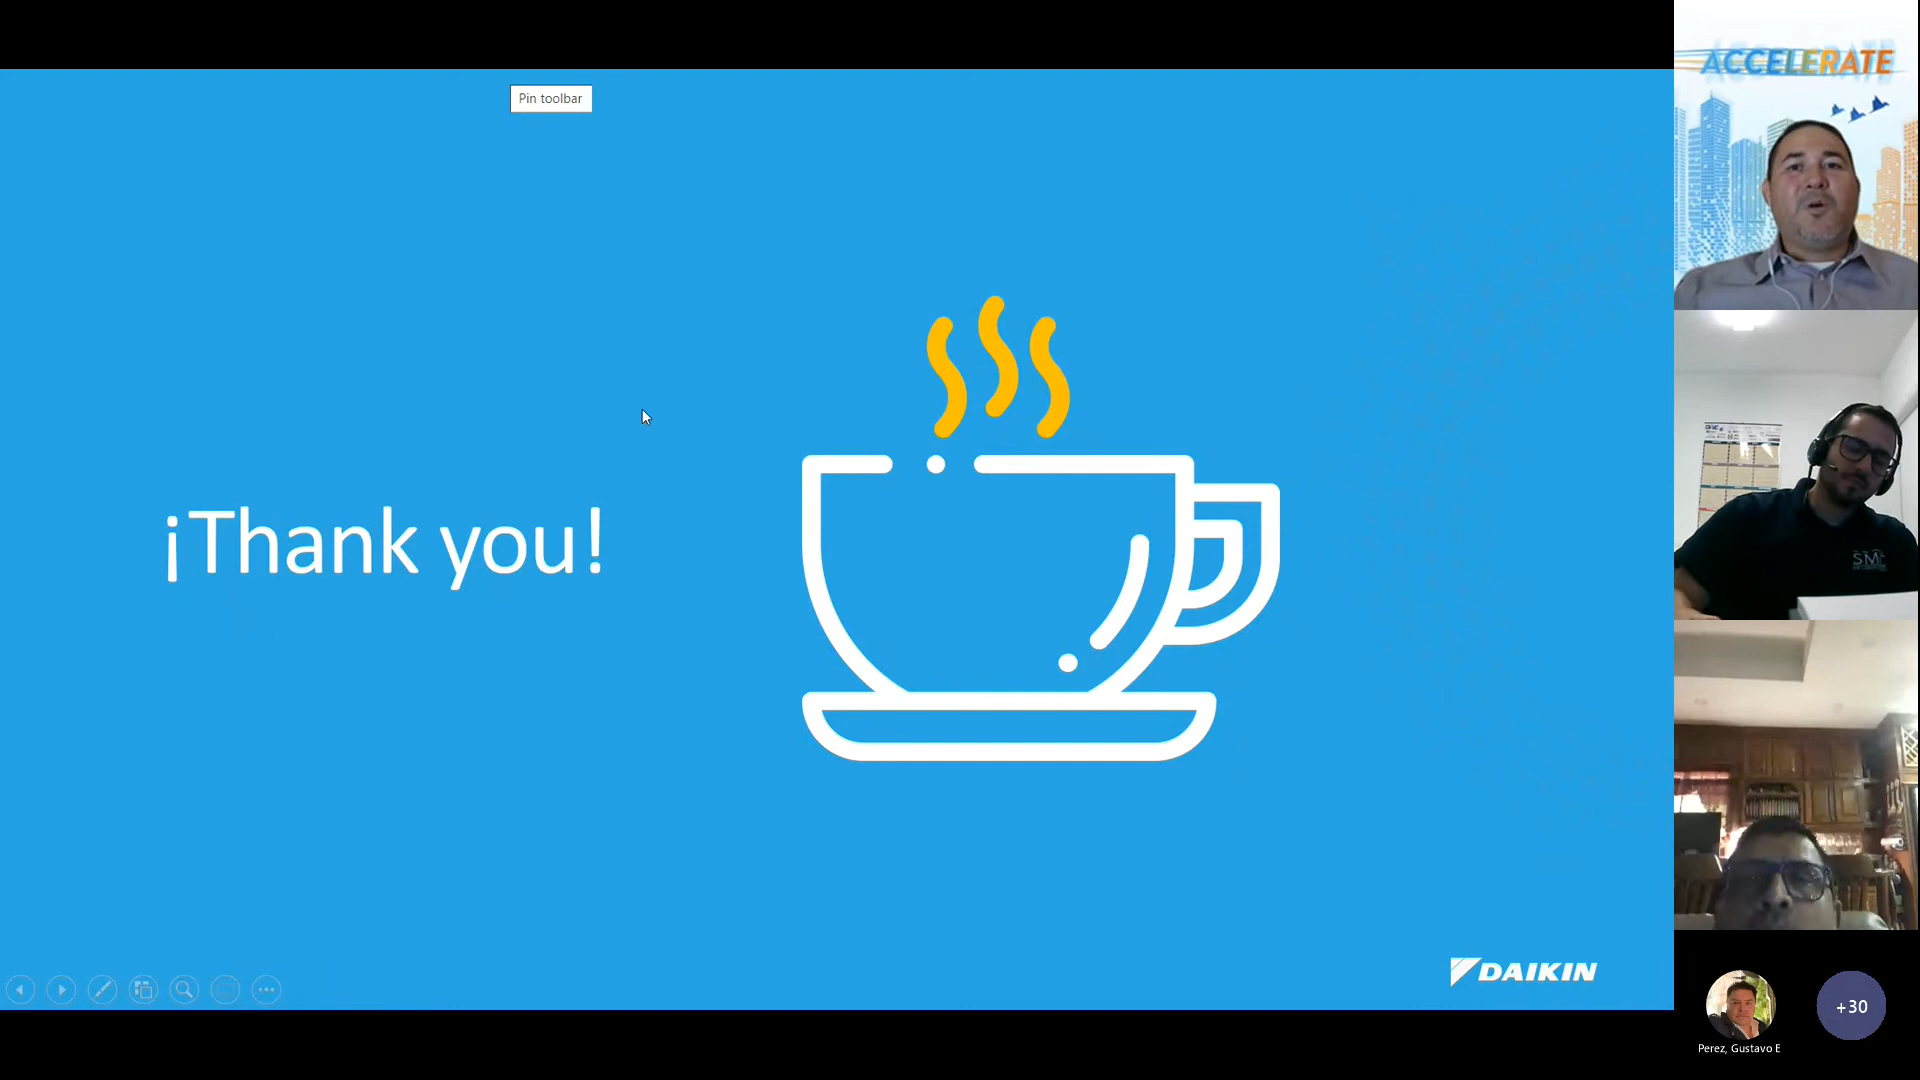 Pin toolbar
¡Thank you!
DAIKIN
ACCELERATE
Perez, Gustavo E
+30